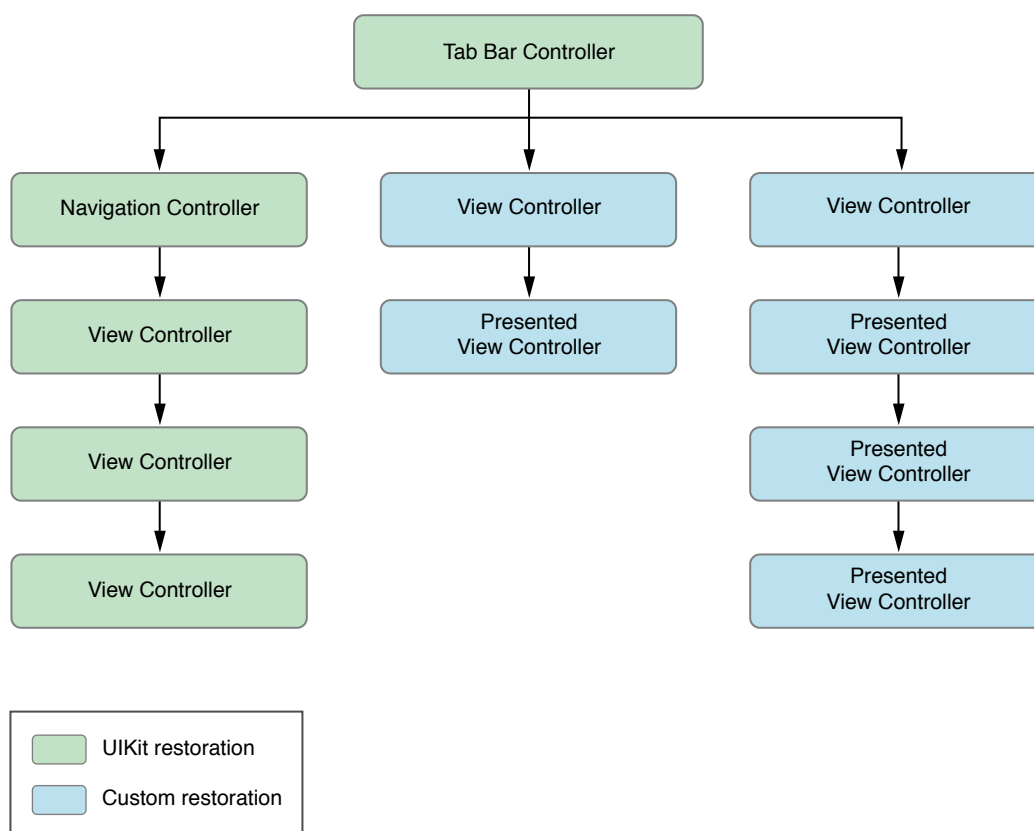 Tab Bar Controller
Navigation Controller
View Controller
View Controller
View Controller
Presented
View Controller
Presented
View Controller
View Controller
Presented
View Controller
View Controller
Presented
View Controller
UIKit restoration
Custom restoration